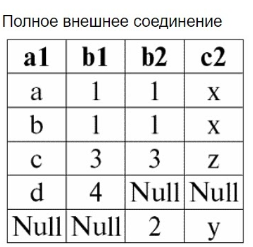 Полное внешнее соединение
a1 b1 b2 c2
a 1 1 x
b 1 1 x
c 3 3 z
d 4 Null Null
Null Null 2 y